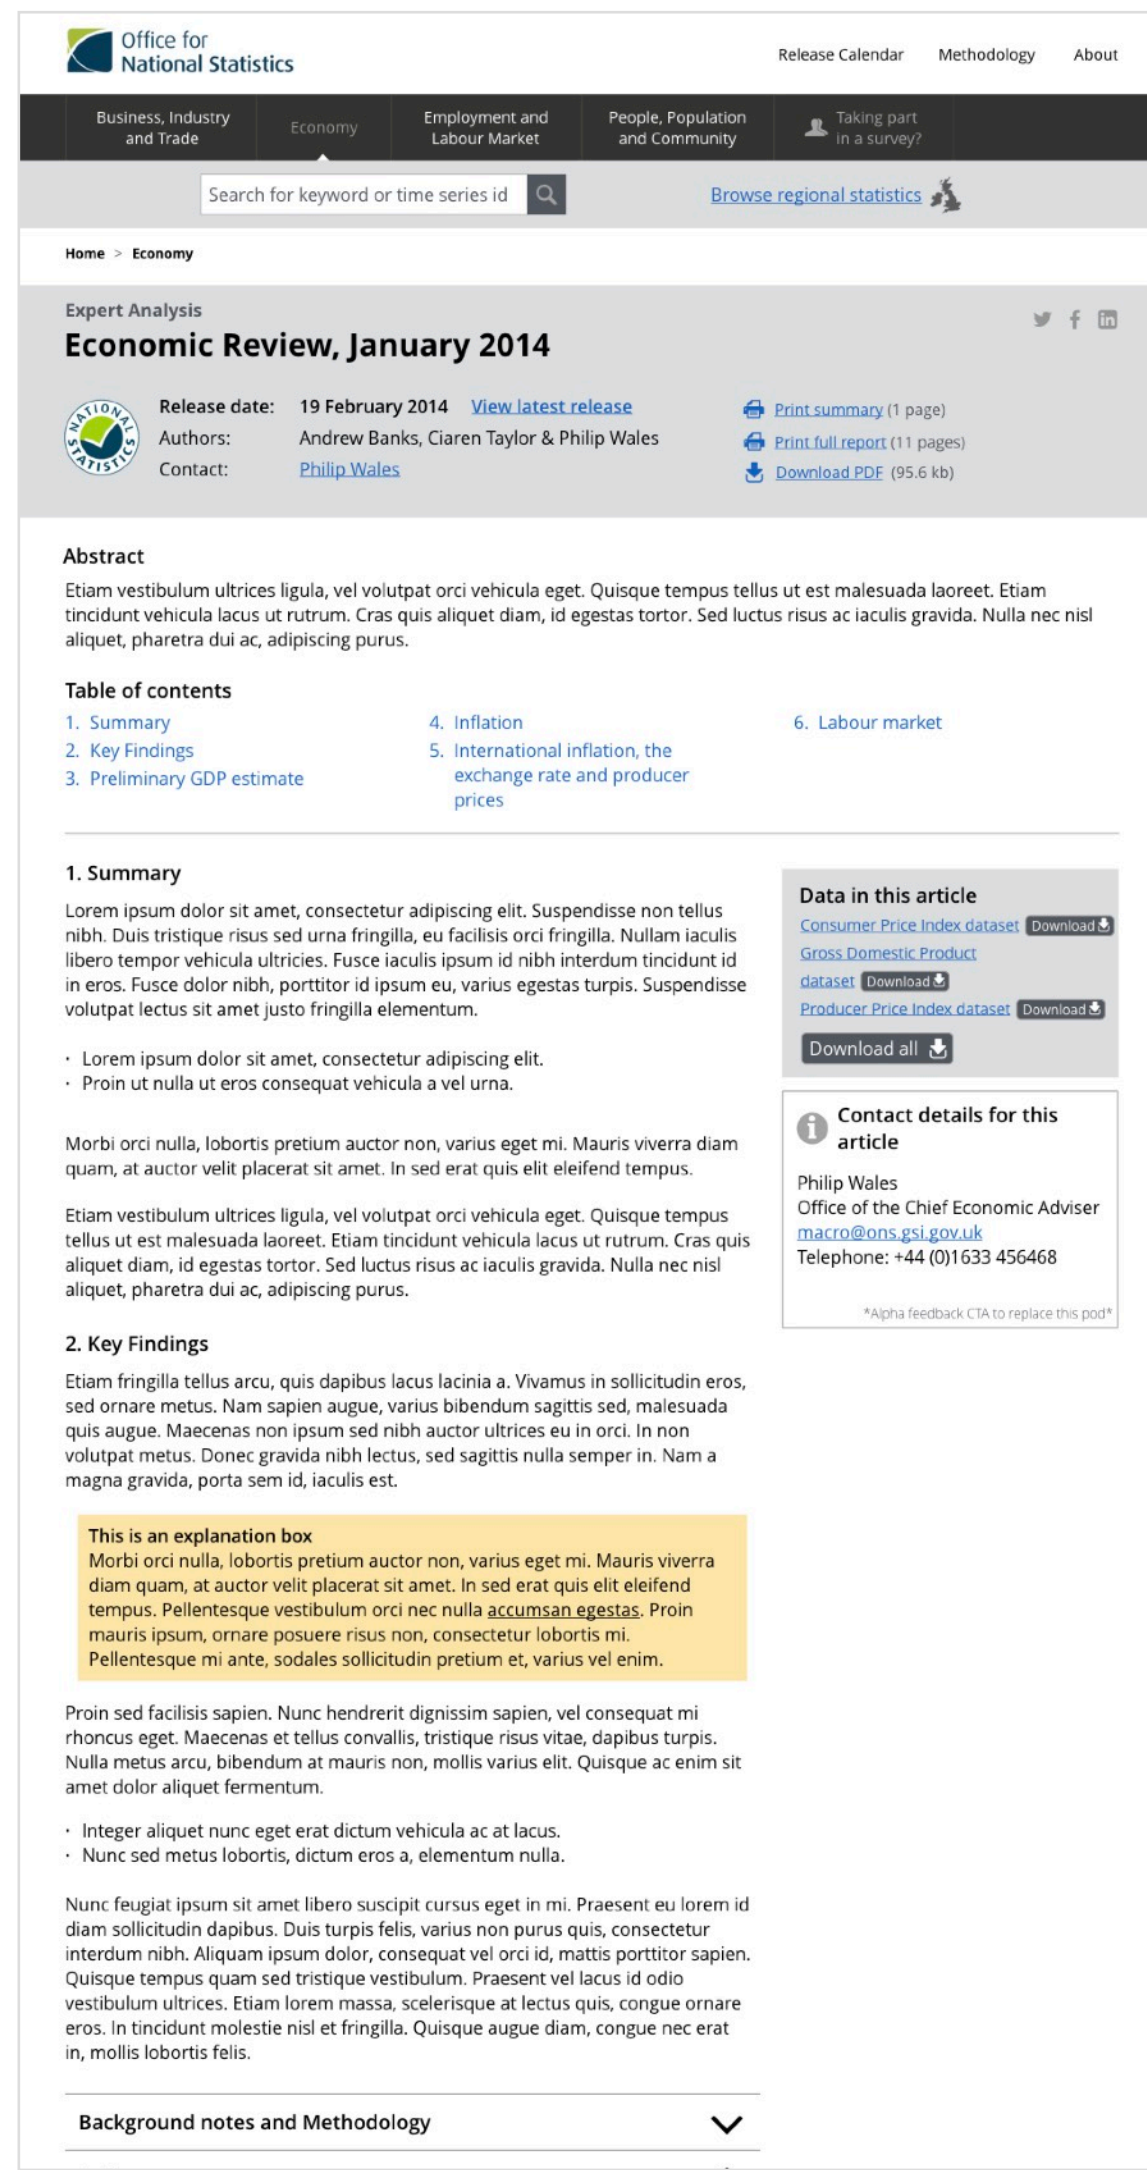 Office for
National Statistics
Release Calendar Methodology About
Business, Industry
and Trade
Economy
Employment and
Labour Market
People, Population
and Community
Taking part
in a survey?
Search for keyword or time series id
Browse regional statistics
Home > Economy
Expert Analysis
Economic Review, January 2014
NATIONAL STATISTICS
Release date: 19 February 2014 View latest release
Authors: Andrew Banks, Ciaren Taylor & Philip Wales
Contact: Philip Wales
Print summary (1 page)
Print full report (11 pages)
Download PDF (95.6 kb)
Abstract
Etiam vestibulum ultrices ligula, vel volutpat orci vehicula eget. Quisque tempus tellus ut est malesuada laoreet. Etiam
tincidunt vehicula lacus ut rutrum. Cras quis aliquet diam, id egestas tortor. Sed luctus risus ac iaculis gravida. Nulla nec nisl
aliquet, pharetra dui ac, adipiscing purus.
Table of contents
1. Summary
2. Key Findings
3. Preliminary GDP estimate
4. Inflation
5. International inflation, the
exchange rate and producer
prices
6. Labour market
1. Summary
Lorem ipsum dolor sit amet, consectetur adipiscing elit. Suspendisse non tellus
nibh. Duis tristique risus sed urna fringilla, eu facilisis orci fringilla. Nullam iaculis
libero tempor vehicula ultricies. Fusce iaculis ipsum id nibh interdum tincidunt id
in eros. Fusce dolor nibh, porttitor id ipsum eu, varius egestas turpis. Suspendisse
volutpat lectus sit amet justo fringilla elementum.
· Lorem ipsum dolor sit amet, consectetur adipiscing elit.
· Proin ut nulla ut eros consequat vehicula a vel urna.
Morbi orci nulla, lobortis pretium auctor non, varius eget mi. Mauris viverra diam
quam, at auctor velit placerat sit amet. In sed erat quis elit eleifend tempus.
Etiam vestibulum ultrices ligula, vel volutpat orci vehicula eget. Quisque tempus
tellus ut est malesuada laoreet. Etiam tincidunt vehicula lacus ut rutrum. Cras quis
aliquet diam, id egestas tortor. Sed luctus risus ac iaculis gravida. Nulla nec nisl
aliquet, pharetra dui ac, adipiscing purus.
2. Key Findings
Etiam fringilla tellus arcu, quis dapibus lacus lacinia a. Vivamus in sollicitudin eros,
sed ornare metus. Nam sapien augue, varius bibendum sagittis sed, malesuada
quis augue. Maecenas non ipsum sed nibh auctor ultrices eu in orci. In non
volutpat metus. Donec gravida nibh lectus, sed sagittis nulla semper in. Nam a
magna gravida, porta sem id, iaculis est.
This is an explanation box
Morbi orci nulla, lobortis pretium auctor non, varius eget mi. Mauris viverra
diam quam, at auctor velit placerat sit amet. In sed erat quis elit eleifend
tempus. Pellentesque vestibulum orci nec nulla accumsan egestas. Proin
mauris ipsum, ornare posuere risus non, consectetur lobortis mi.
Pellentesque mi ante, sodales sollicitudin pretium et, varius vel enim.
Proin sed facilisis sapien. Nunc hendrerit dignissim sapien, vel consequat mi
rhoncus eget. Maecenas et tellus convallis, tristique risus vitae, dapibus turpis.
Nulla metus arcu, bibendum at mauris non, mollis varius elit. Quisque ac enim sit
amet dolor aliquet fermentum.
· Integer aliquet nunc eget erat dictum vehicula ac at lacus.
· Nunc sed metus lobortis, dictum eros a, elementum nulla.
Nunc feugiat ipsum sit amet libero suscipit cursus eget in mi. Praesent eu lorem id
diam sollicitudin dapibus. Duis turpis felis, varius non purus quis, consectetur
interdum nibh. Aliquam ipsum dolor, consequat vel orci id, mattis porttitor sapien.
Quisque tempus quam sed tristique vestibulum. Praesent vel lacus id odio
vestibulum ultrices. Etiam lorem massa, scelerisque at lectus quis, congue ornare
eros. In tincidunt molestie nisl et fringilla. Quisque augue diam, congue nec erat
in, mollis lobortis felis.
Background notes and Methodology
Data in this article
Consumer Price Index dataset Download
Gross Domestic Product
dataset Download
Producer Price Index dataset Download
Download all
Contact details for this
article
Philip Wales
Office of the Chief Economic Adviser
macro@ons.gsi.gov.uk
Telephone: +44 (0)1633 456468
*Alpha feedback CTA to replace this pod*